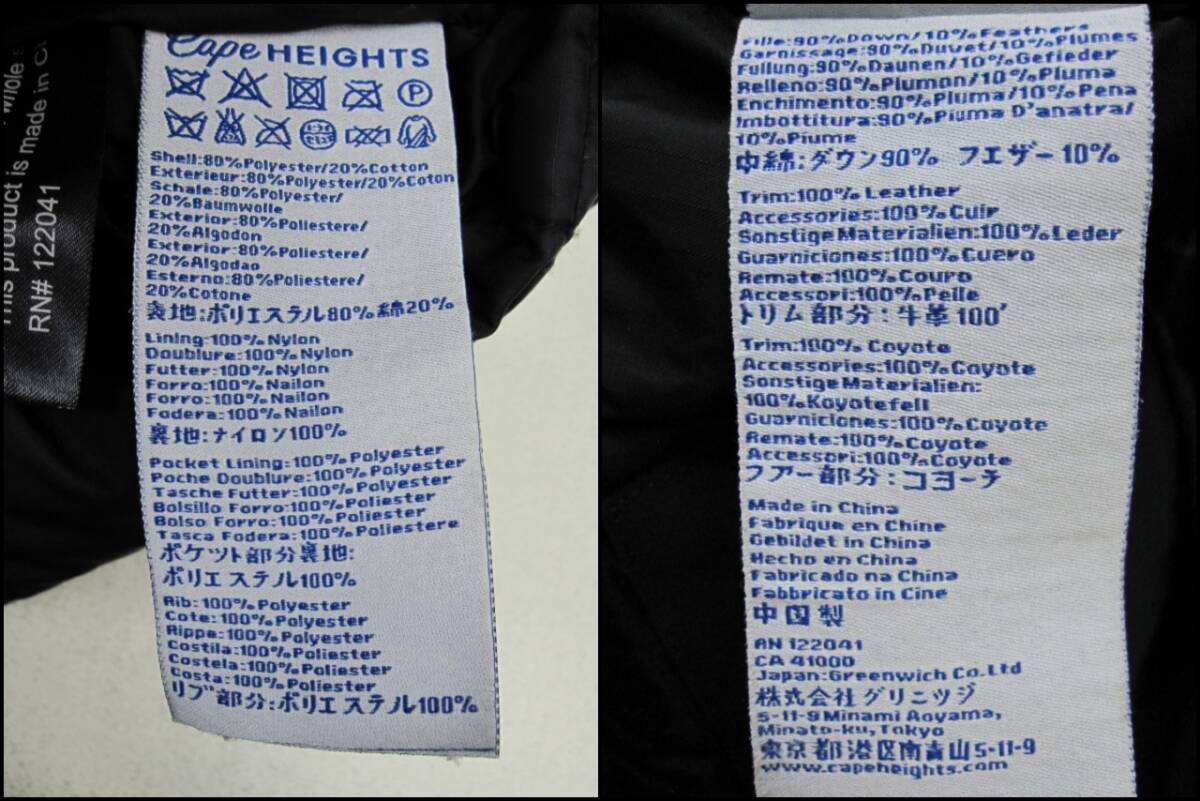 whole s
This product is made in C
RN# 122041
Cape HEIGHTS
P
Shell:80%Polyester/20%Cotton
Exterieur:80%Polyester/20%Coton
Schale:80%Polyester/
20%Baumwolle
Exterior:80%Poliestere/
20%Algodon
Exterior:80%Poliestere/
20%Algodao
Esterno:80%Poliestere/
20%Cotone
表地:ポリエステル80%綿20%
Lining:100% Nylon
Doublure:100% Nylon
Futter:100% Nylon
Forro:100% Nailon
Forro:100% Nailon
Fodera:100% Nailon
裏地:ナイロン100%
Pocket Lining:100% Polyester
Poche Doublure:100% Polyester
Tasche Futter:100% Polyester
Bolsillo Forro:100% Poliester
Bolso Forro:100% Poliester
Tasca Fodera:100% Poliestere
ポケット部分裏地:
ポリエステル100%
Rib:100% Polyester
Cote:100% Polyester
Rippe:100% Polyester
Costila:100% Poliester
Costela:100% Poliester
Costa:100% Poliester
リブ部分:ポリエステル100%
Fille:90%Down/10%Feathers
Garnissage:90%Duvet/10%Plumes
Fullung:90%Daunen/10%Gefieder
Relleno:90%Plumon/10%Pluma
Enchimento:90%Pluma/10%Pena
Imbottitura:90%Piuma D'anatra/
10%Piume
中綿:ダウン90% フエザー10%
Trim:100% Leather
Accessories:100% Cuir
Sonstige Materialien:100% Leder
Guarniciones:100% Cuero
Remate:100% Couro
Accessori:100% Pelle
トリム部分:牛革100'
Trim:100% Coyote
Accessories:100% Coyote
Sonstige Materialien:
100% Koyotefell
Guarniciones:100% Coyote
Remate:100% Coyote
Accessori:100% Coyote
フアー部分:コヨーテ
Made in China
Fabrique en Chine
Gebildet in China
Hecho en China
Fabricado na China
Fabbricato in Cine
中国製
RN 122041
CA 41000
Japan:Greenwich Co.Ltd
株式会社グリニツジ
5-11-9 Minami Aoyama,
Minato-ku,Tokyo
東京都港区南青山5-11-9
www.capeheights.com